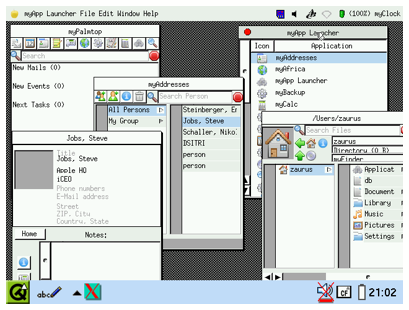 myApp Launcher File Edit Window Help
(100Z) myClock
myPalmtop
Search
New Mails (0)
New Events (0)
Next Tasks (0)
myAddresses
Search Person
All Persons
My Group
Steinberger, Er
Jobs, Steve
Schaller, Niko
DSITRI
person
person
myApp Launcher
Icon Application
myAddresses
myAfrica
myApp Launcher
myBackup
myCalc
/Users/zaurus
Search Files
zaurus
Directory (0 B)
myFinder
zaurus
Applicat
db
Document
Library
Music
Pictures
Settings
Jobs, Steve
Title
Jobs, Steve
Apple HQ
iCEO
Phone numbers
E-Mail address
Street
ZIP, City
Country, State
Home
Notes:
abc
CF
21:02